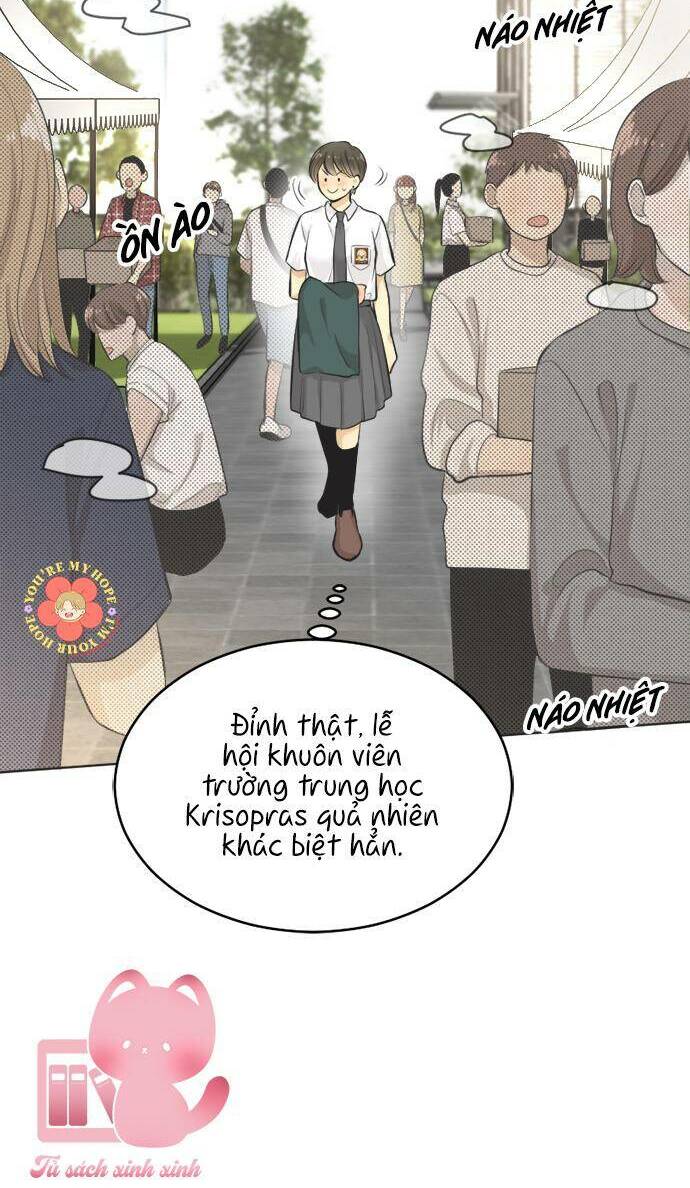 NÁO NHIỆT
ỒN ÀO
YOU'RE MY HOPE
I'M YOUR HOPE
NÁO NHIỆT
Đỉnh thật, lễ
hội khuôn viên
trường trung học
Krisopras quả nhiên
khác biệt hẳn.
Tủ sách xinh xinh